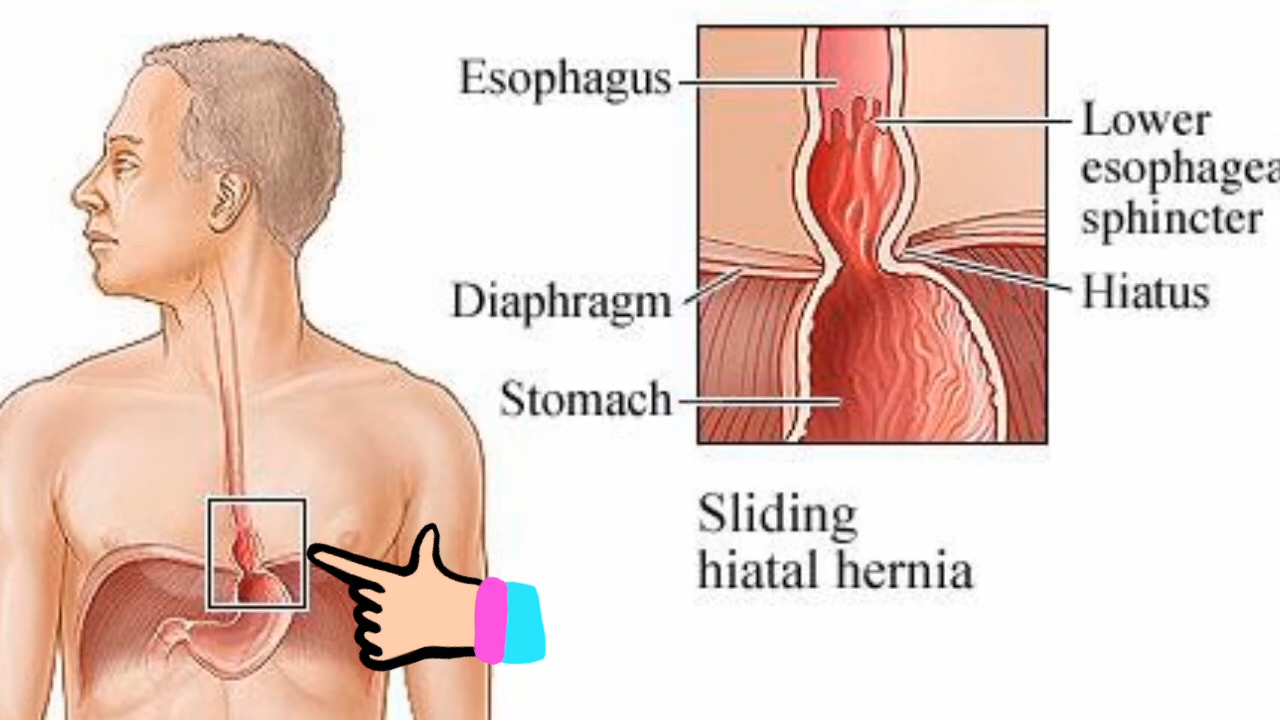 Esophagus
Lower
esophagea
sphincter
Diaphragm
Hiatus
Stomach
Sliding
hiatal hernia